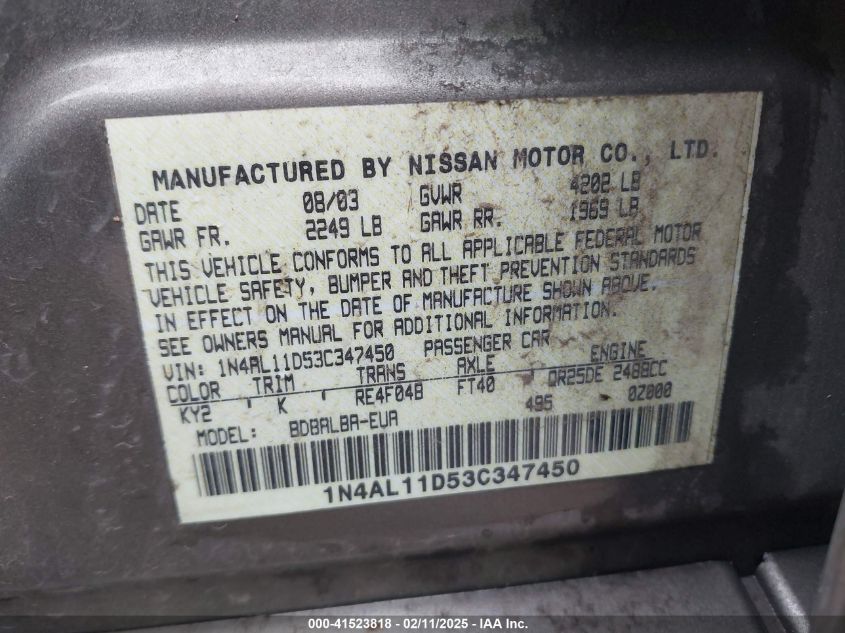 MANUFACTURED BY NISSAN MOTOR CO., LTD.
DATE 08/03 GVWR 4202 LB
GAWR FR. 2249 LB GAWR RR. 1969 LB
THIS VEHICLE CONFORMS TO ALL APPLICABLE FEDERAL MOTOR
VEHICLE SAFETY, BUMPER AND THEFT PREVENTION STANDARDS
IN EFFECT ON THE DATE OF MANUFACTURE SHOWN ABOVE.
SEE OWNERS MANUAL FOR ADDITIONAL INFORMATION.
VIN: 1N4AL11D53C347450 PASSENGER CAR
COLOR TRIM TRANS AXLE ENGINE
KY2 ' K ' RE4F04B FT40 QR25DE 2488CC
MODEL: BDBALBA-EUA 495 0Z000
1N4AL11D53C347450
000-41523818 - 02/11/2025 - IAA Inc.